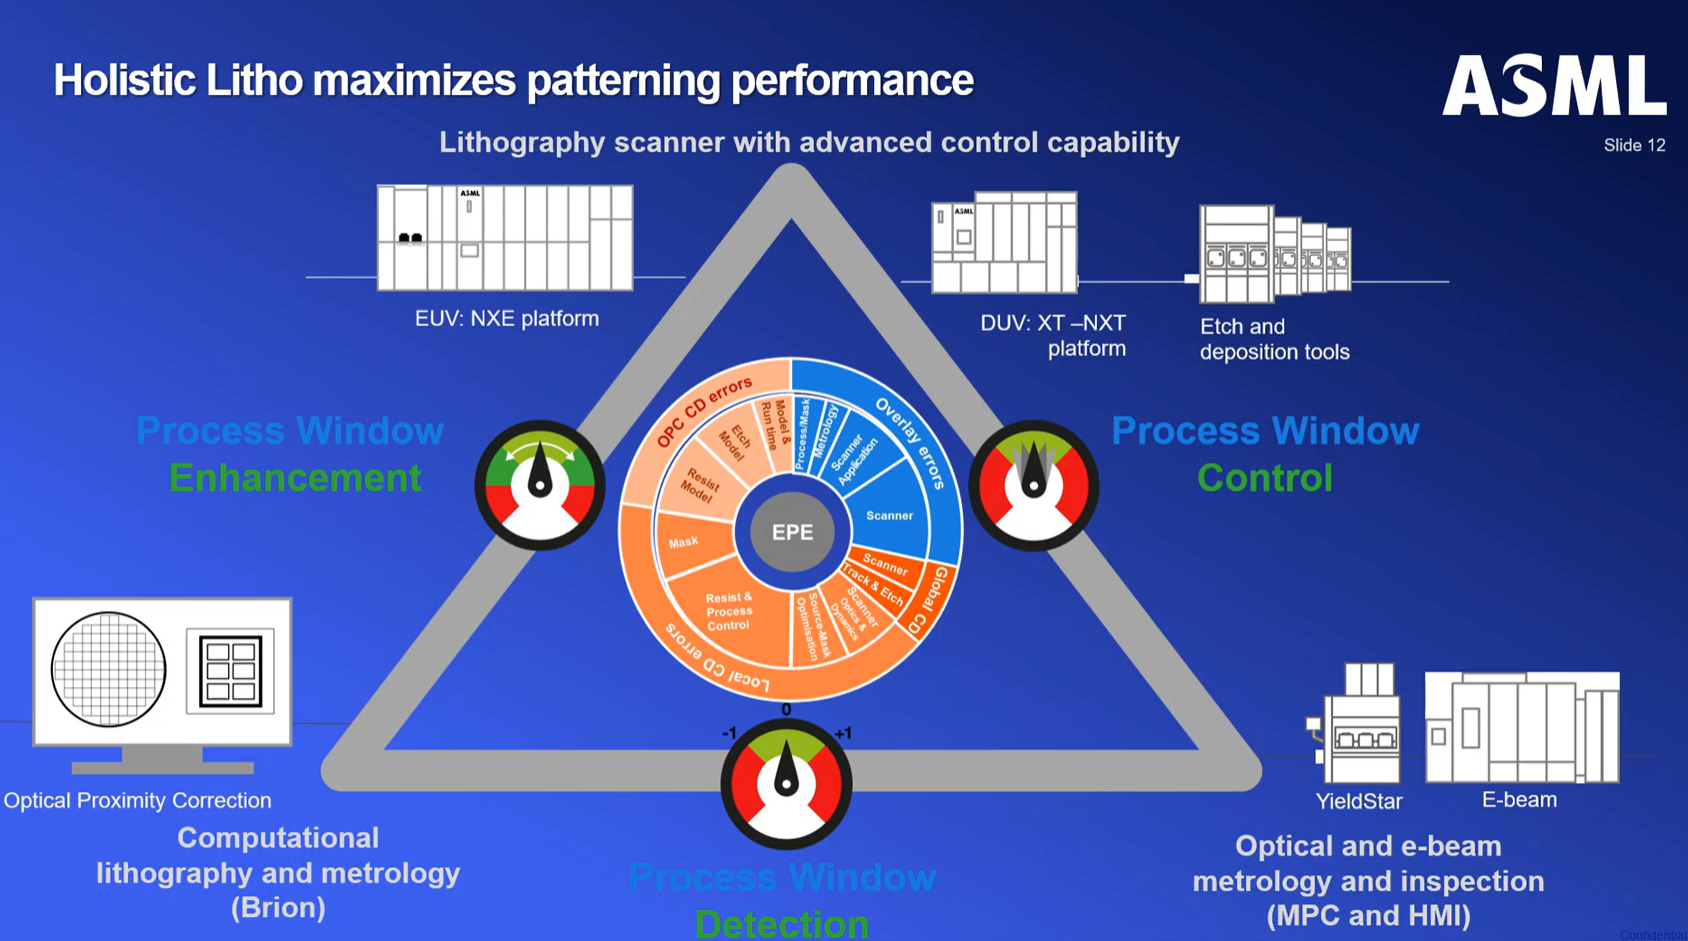 Holistic Litho maximizes patterning performance
ASML
Slide 12
Lithography scanner with advanced control capability
ASML
EUV: NXE platform
ASML
DUV: XT –NXT
platform
Etch and
deposition tools
Process Window
Enhancement
Process Window
Control
OPC CD errors
Overlay errors
Global CD
Local CD errors
Model &
Run time
Etch
Model
Resist
Model
Mask
Resist &
Process
Control
Source-Mask
Optimisation
Scanner
Optics &
Dynamics
Track & Etch
Scanner
Scanner
Scanner
Application
Metrology
Process/Mask
EPE
-1
0
+1
Process Window
Detection
Optical Proximity Correction
Computational
lithography and metrology
(Brion)
YieldStar
E-beam
Optical and e-beam
metrology and inspection
(MPC and HMI)
Confidential